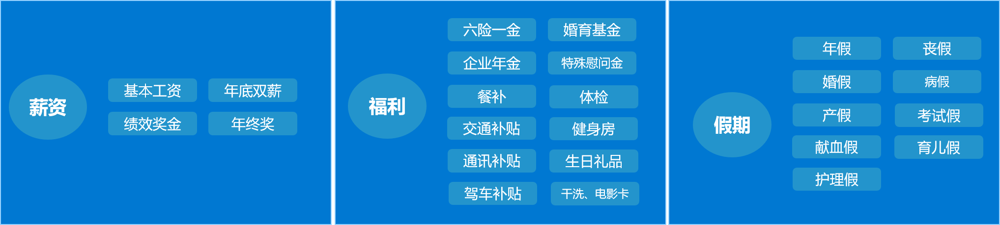 薪资
基本工资
年底双薪
绩效奖金
年终奖
福利
六险一金
婚育基金
企业年金
特殊慰问金
餐补
体检
交通补贴
健身房
通讯补贴
生日礼品
驾车补贴
干洗、电影卡
假期
年假
丧假
婚假
病假
产假
考试假
献血假
育儿假
护理假